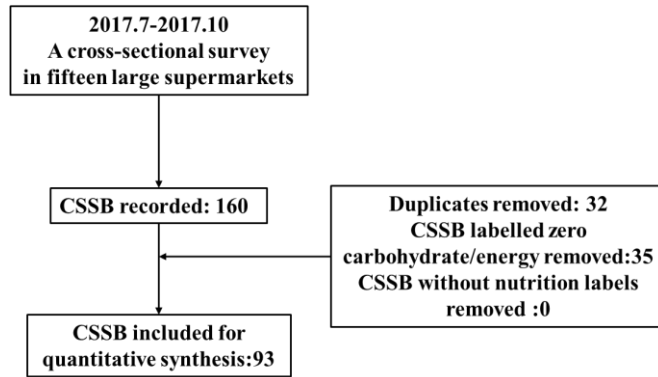 2017.7-2017.10
A cross-sectional survey
in fifteen large supermarkets
CSSB recorded: 160
Duplicates removed: 32
CSSB labelled zero
carbohydrate/energy removed:35
CSSB without nutrition labels
removed :0
CSSB included for
quantitative synthesis:93